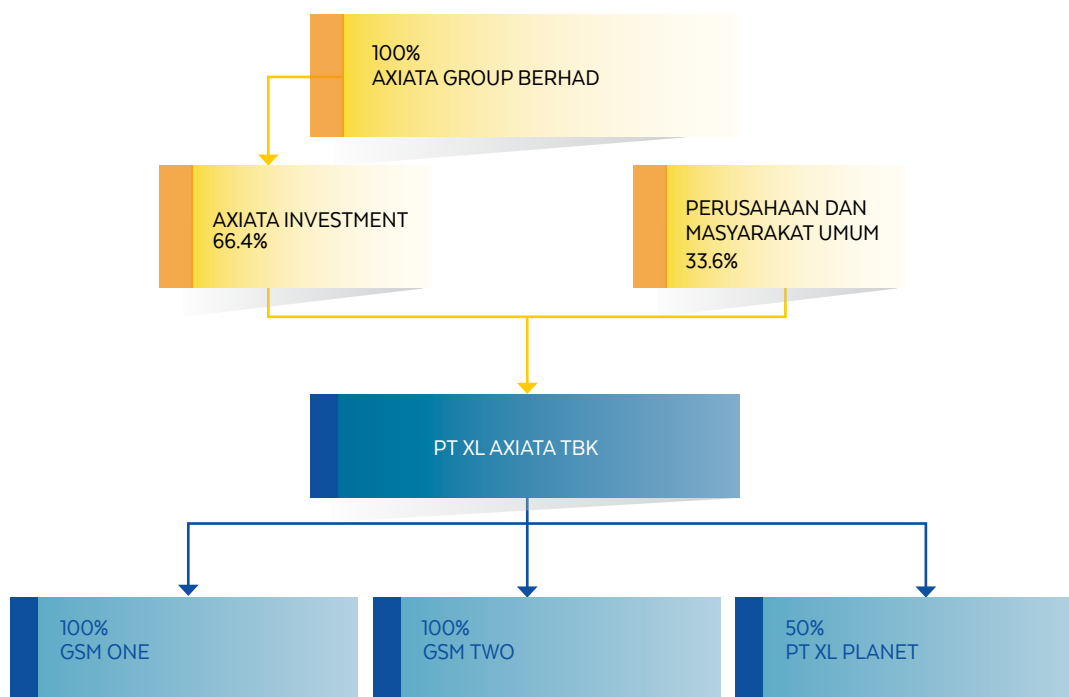 100%
AXIATA GROUP BERHAD
AXIATA INVESTMENT
66.4%
PERUSAHAAN DAN
MASYARAKAT UMUM
33.6%
PT XL AXIATA TBK
100%
GSM ONE
100%
GSM TWO
50%
PT XL PLANET